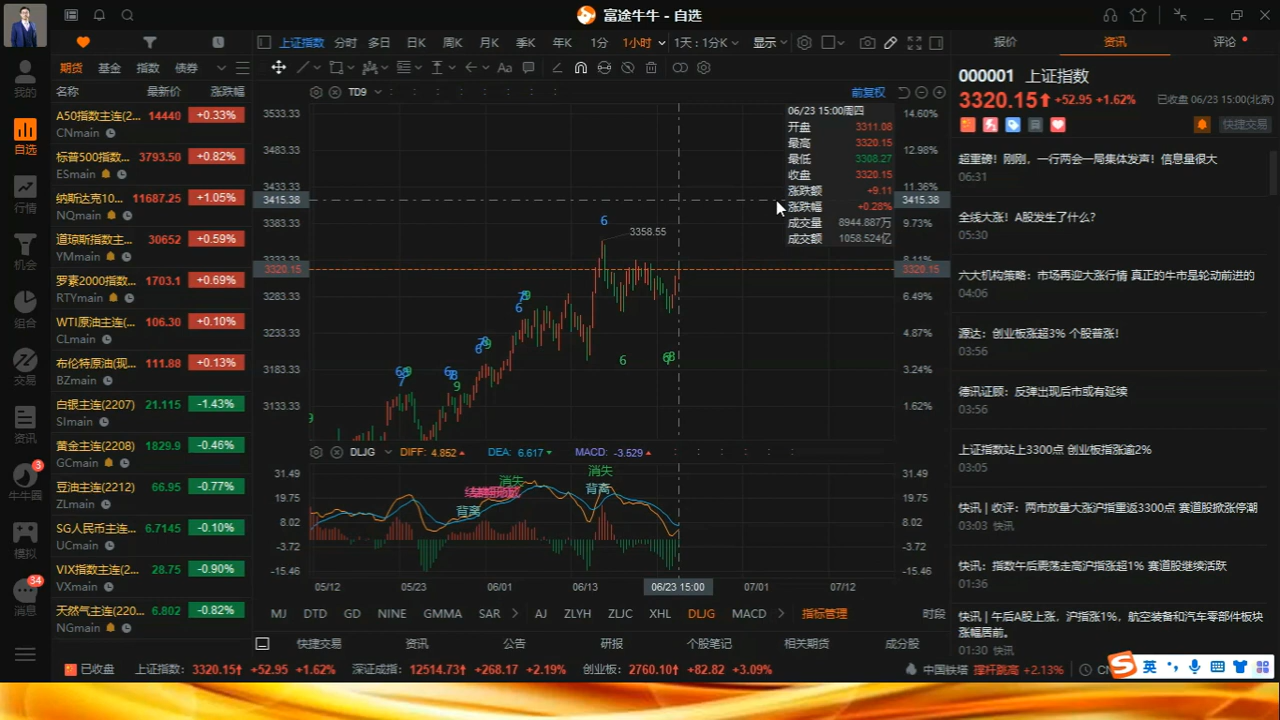 富途牛牛 - 自选
上证指数 分时 多日 日K 周K 月K 季K 年K 1分 1小时 1天：1分K 显示
报价 资讯 评论
我的
自选
行情
机会
组合
交易
资讯
牛牛圈
3
模拟
消息
34
期货 基金 指数 债券
名称 最新价 涨跌幅
A50指数主连(2... 14440 +0.33%
CNmain
标普500指数... 3793.50 +0.82%
ESmain
纳斯达克10... 11687.25 +1.05%
NQmain
道琼斯指数主... 30652 +0.59%
YMmain
罗素2000指数... 1703.1 +0.69%
RTYmain
WTI原油主连(... 106.30 +0.10%
CLmain
布伦特原油(现... 111.88 +0.13%
BZmain
白银主连(2207) 21.115 -1.43%
SImain
黄金主连(2208) 1829.9 -0.46%
GCmain
豆油主连(2212) 66.95 -0.77%
ZLmain
SG人民币主连... 6.7145 -0.10%
UCmain
VIX指数主连(2... 28.75 -0.90%
VXmain
天然气主连(220... 6.802 -0.82%
NGmain
Aa
TD9
前复权
3533.33 14.60%
3483.33 12.98%
3433.33 11.36%
3415.38 3415.38
3383.33 9.73%
3320.15 3320.15
3283.33 6.49%
3233.33 4.87%
3183.33 3.24%
3133.33 1.62%
06/23 15:00周四
开盘 3311.08
最高 3320.15
最低 3308.27
收盘 3320.15
涨跌额 +9.11
涨跌幅 +0.28%
成交量 8944.887万
成交额 1058.524亿
6
3358.55
DLJG DIFF: 4.852 DEA: 6.617 MACD: -3.529
31.49 31.49
19.75 19.75
8.02 8.02
-3.72 -3.72
-15.46 -15.46
消失
背离
消失
背离
05/12 05/23 06/01 06/13 06/23 15:00 07/01 07/12
MJ DTD GD NINE GMMA SAR AJ ZLYH ZLJC XHL DLJG MACD 指标管理 时段
快捷交易 资讯 公告 研报 个股笔记 相关期货 成分股
000001 上证指数
3320.15 +52.95 +1.62% 已收盘 06/23 15:00(北京)
快捷交易
超重磅！刚刚，一行两会一局集体发声！信息量很大
06:31
全线大涨！A股发生了什么？
05:30
六大机构策略：市场再迎大涨行情 真正的牛市是轮动前进的
04:06
源达：创业板涨超3% 个股普涨！
03:56
德讯证顾：反弹出现后市或有延续
03:56
上证指数站上3300点 创业板指涨逾2%
03:05
快讯 | 收评：两市放量大涨沪指重返3300点 赛道股掀涨停潮
03:03 快讯
快讯：指数午后震荡走高沪指涨超1% 赛道股继续活跃
01:36
快讯 | 午后A股上涨，沪指涨1%，航空装备和汽车零部件板块涨幅居前。
01:30 快讯
已收盘 上证指数: 3320.15 +52.95 +1.62% 深证成指: 12514.73 +268.17 +2.19% 创业板: 2760.10 +82.82 +3.09%
中国铁塔 撑杆跳高 +2.13%
英